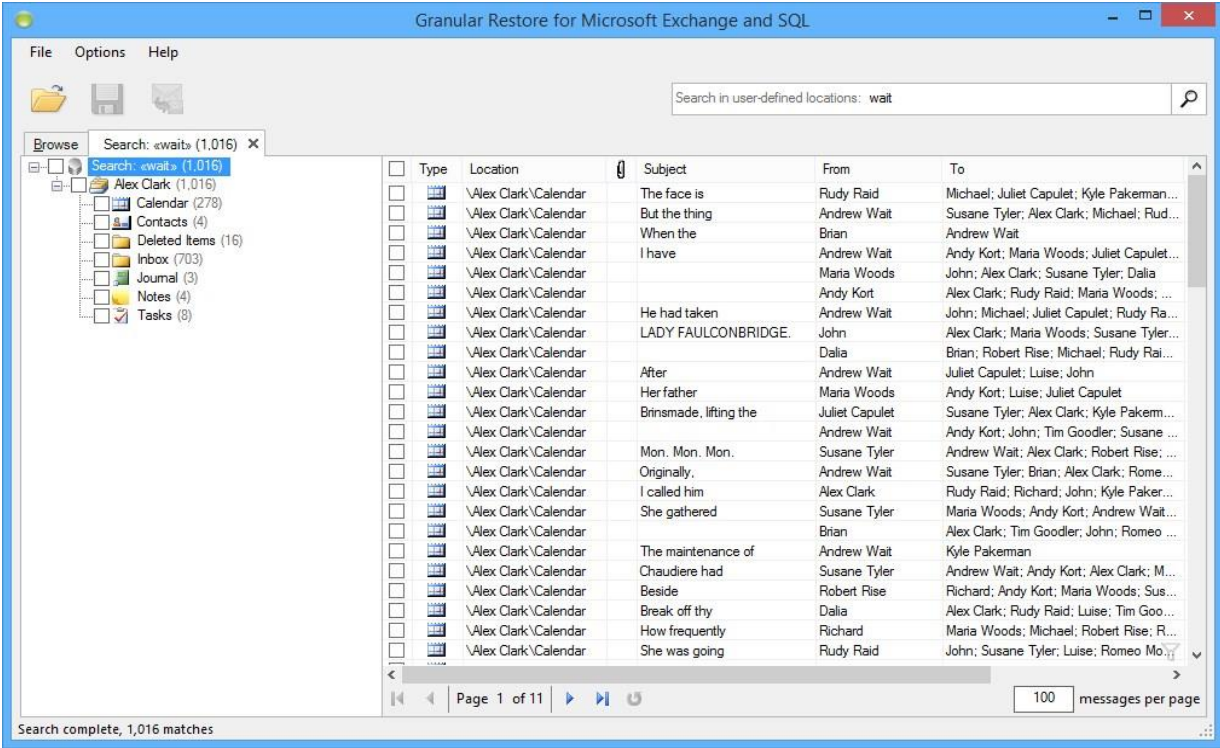 Granular Restore for Microsoft Exchange and SQL
File Options Help
Search in user-defined locations: wait
Browse Search: «wait» (1,016)
Search: «wait» (1,016)
Alex Clark (1,016)
Calendar (278)
Contacts (4)
Deleted Items (16)
Inbox (703)
Journal (3)
Notes (4)
Tasks (8)
Type Location Subject From To
\Alex Clark\Calendar The face is Rudy Raid Michael; Juliet Capulet; Kyle Pakerman...
\Alex Clark\Calendar But the thing Andrew Wait Susane Tyler; Alex Clark; Michael; Rud...
\Alex Clark\Calendar When the Brian Andrew Wait
\Alex Clark\Calendar I have Andrew Wait Andy Kort; Maria Woods; Juliet Capulet...
\Alex Clark\Calendar Maria Woods John; Alex Clark; Susane Tyler; Dalia
\Alex Clark\Calendar Andy Kort Alex Clark; Rudy Raid; Maria Woods; ...
\Alex Clark\Calendar He had taken Andrew Wait John; Michael; Juliet Capulet; Rudy Ra...
\Alex Clark\Calendar LADY FAULCONBRIDGE. John Alex Clark; Maria Woods; Susane Tyler...
\Alex Clark\Calendar Dalia Brian; Robert Rise; Michael; Rudy Rai...
\Alex Clark\Calendar After Andrew Wait Juliet Capulet; Luise; John
\Alex Clark\Calendar Her father Maria Woods Andy Kort; Luise; Juliet Capulet
\Alex Clark\Calendar Brinsmade, lifting the Juliet Capulet Susane Tyler; Alex Clark; Kyle Pakerm...
\Alex Clark\Calendar Andrew Wait Andy Kort; John; Tim Goodler; Susane ...
\Alex Clark\Calendar Mon. Mon. Mon. Susane Tyler Andrew Wait; Alex Clark; Robert Rise; ...
\Alex Clark\Calendar Originally, Andrew Wait Susane Tyler; Brian; Alex Clark; Rome...
\Alex Clark\Calendar I called him Alex Clark Rudy Raid; Richard; John; Kyle Paker...
\Alex Clark\Calendar She gathered Susane Tyler Maria Woods; Andy Kort; Andrew Wait...
\Alex Clark\Calendar Brian Alex Clark; Tim Goodler; John; Romeo ...
\Alex Clark\Calendar The maintenance of Andrew Wait Kyle Pakerman
\Alex Clark\Calendar Chaudiere had Susane Tyler Andrew Wait; Andy Kort; Alex Clark; M...
\Alex Clark\Calendar Beside Robert Rise Richard; Andy Kort; Maria Woods; Sus...
\Alex Clark\Calendar Break off thy Dalia Alex Clark; Rudy Raid; Luise; Tim Goo...
\Alex Clark\Calendar How frequently Richard Maria Woods; Michael; Robert Rise; R...
\Alex Clark\Calendar She was going Rudy Raid John; Susane Tyler; Luise; Romeo Mo...
Page 1 of 11 100 messages per page
Search complete, 1,016 matches